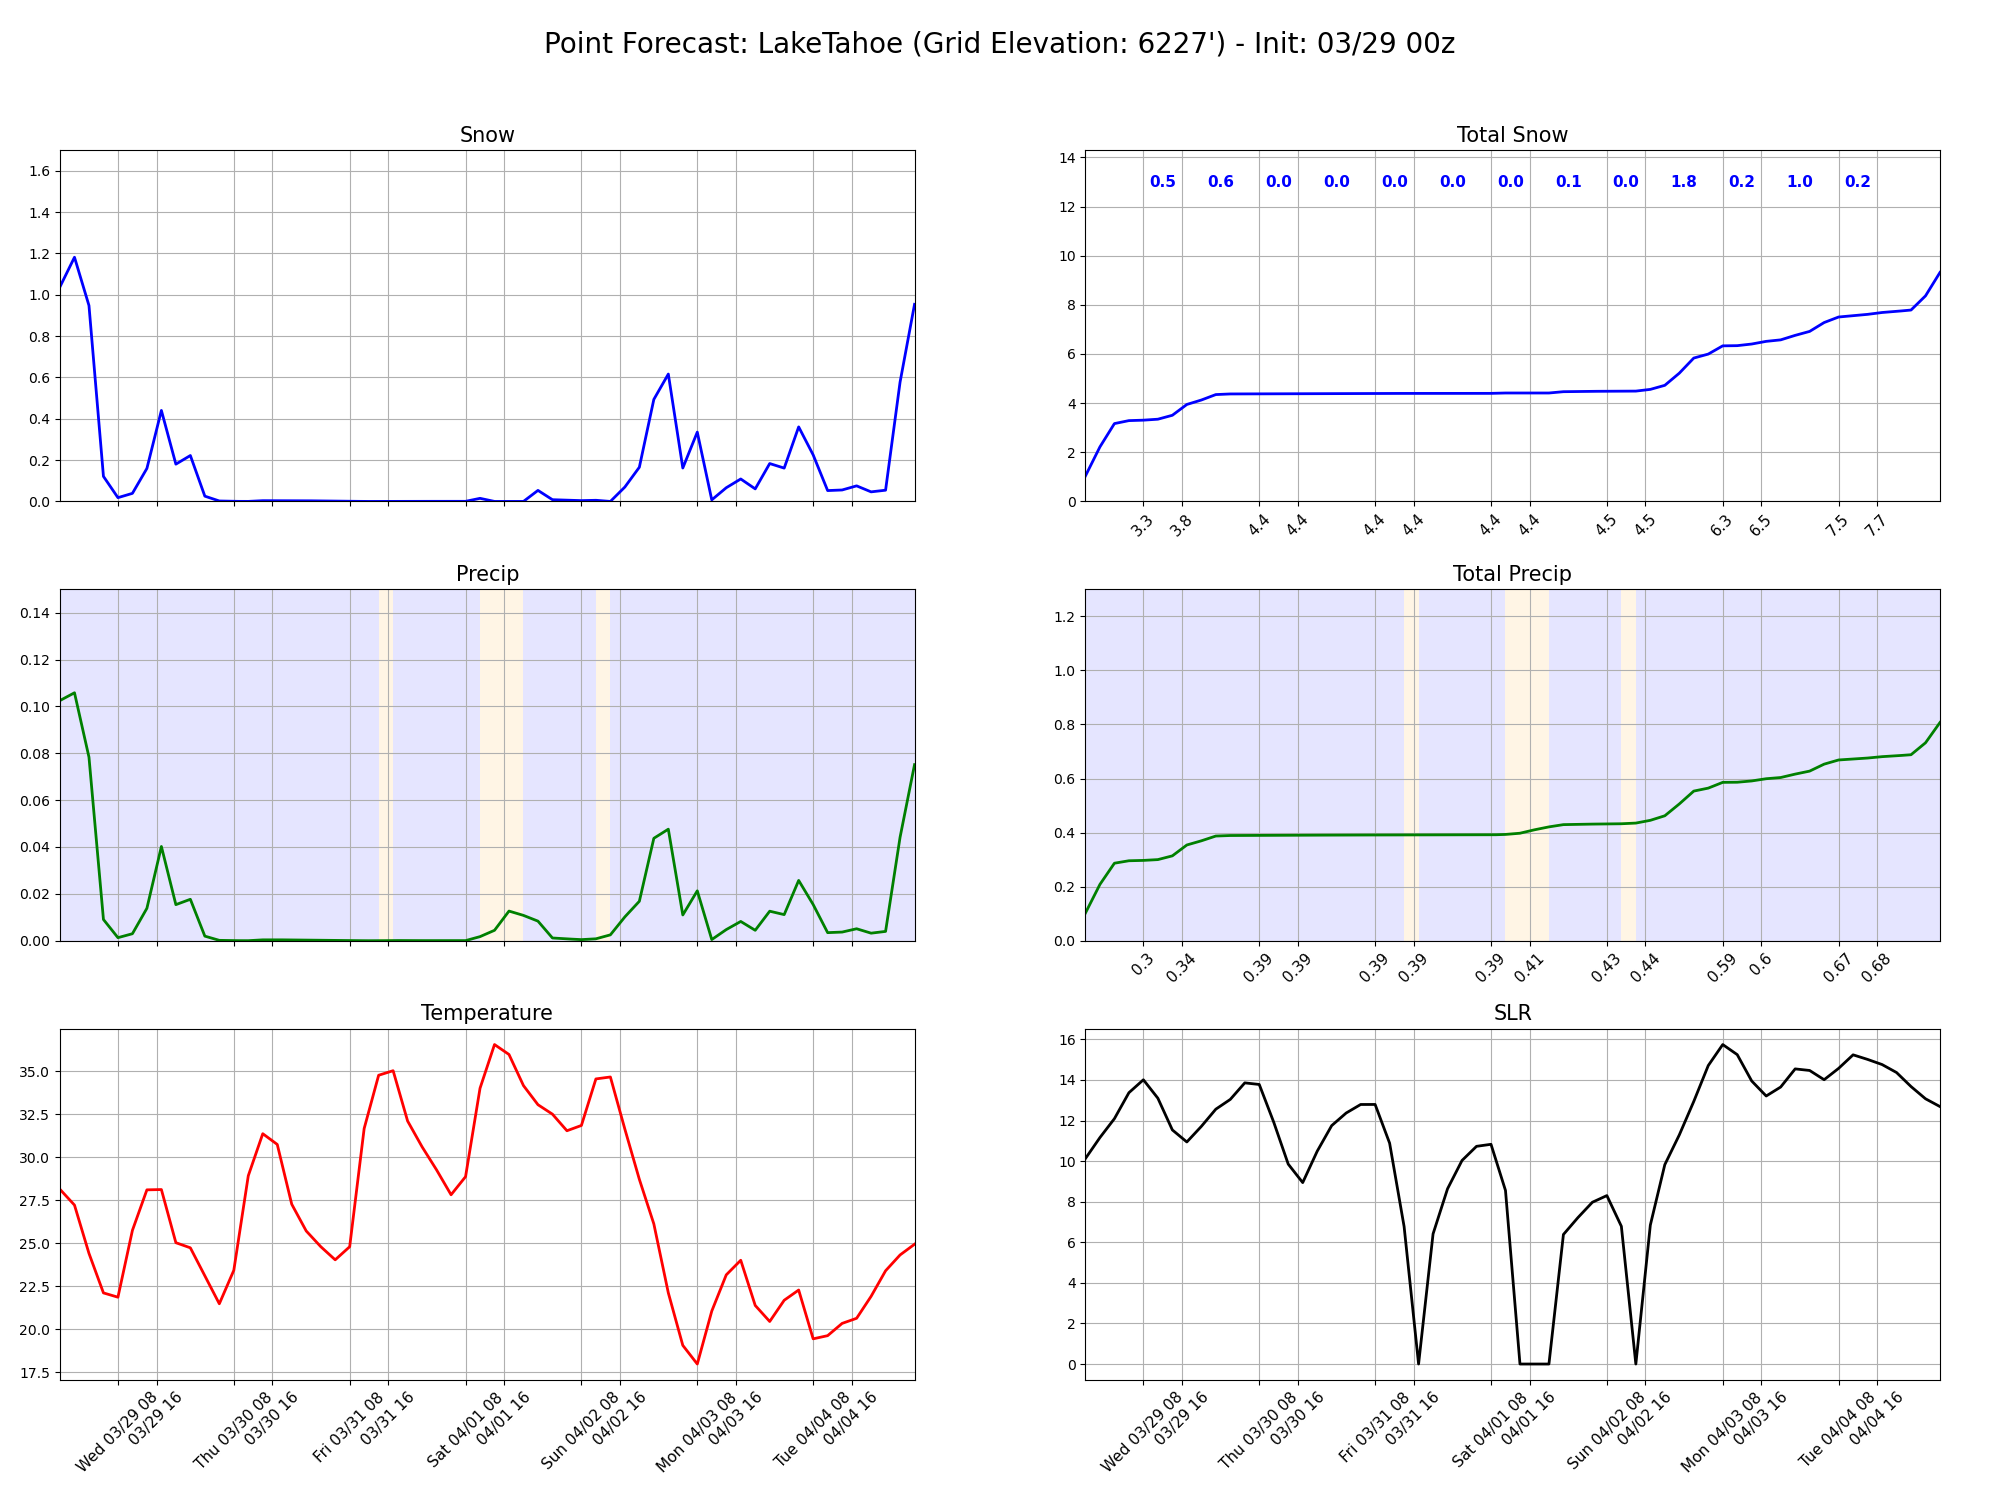 Point Forecast: LakeTahoe (Grid Elevation: 6227') - Init: 03/29 00z
Snow
1.6
1.4
1.2
1.0
0.8
0.6
0.4
0.2
0.0
Total Snow
14
12
10
8
6
4
2
0
0.5 0.6 0.0 0.0 0.0 0.0 0.0 0.1 0.0 1.8 0.2 1.0 0.2
3.3 3.8 4.4 4.4 4.4 4.4 4.4 4.4 4.5 4.5 6.3 6.5 7.5 7.7
Precip
0.14
0.12
0.10
0.08
0.06
0.04
0.02
0.00
Total Precip
1.2
1.0
0.8
0.6
0.4
0.2
0.0
0.3 0.34 0.39 0.39 0.39 0.39 0.39 0.41 0.43 0.44 0.59 0.6 0.67 0.68
Temperature
35.0
32.5
30.0
27.5
25.0
22.5
20.0
17.5
Wed 03/29 08
03/29 16
Thu 03/30 08
03/30 16
Fri 03/31 08
03/31 16
Sat 04/01 08
04/01 16
Sun 04/02 08
04/02 16
Mon 04/03 08
04/03 16
Tue 04/04 08
04/04 16
SLR
16
14
12
10
8
6
4
2
0
Wed 03/29 08
03/29 16
Thu 03/30 08
03/30 16
Fri 03/31 08
03/31 16
Sat 04/01 08
04/01 16
Sun 04/02 08
04/02 16
Mon 04/03 08
04/03 16
Tue 04/04 08
04/04 16